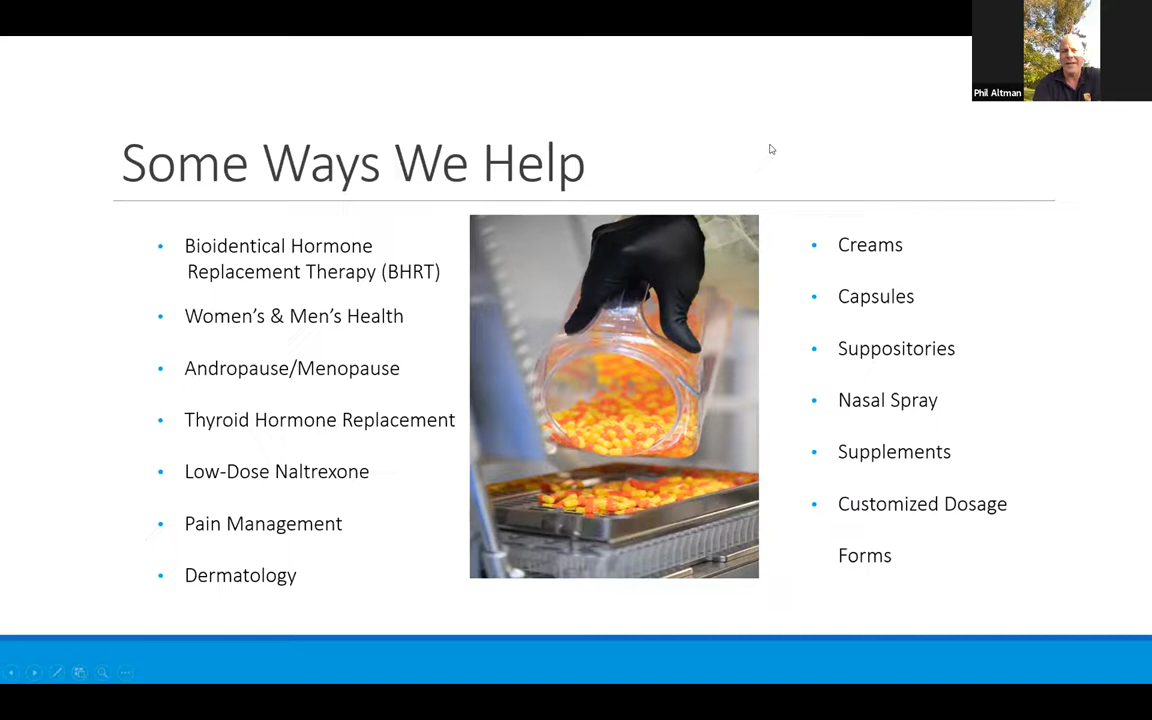 Phil Altman
Some Ways We Help
• Bioidentical Hormone
Replacement Therapy (BHRT)
• Women’s & Men’s Health
• Andropause/Menopause
• Thyroid Hormone Replacement
• Low-Dose Naltrexone
• Pain Management
• Dermatology
• Creams
• Capsules
• Suppositories
• Nasal Spray
• Supplements
• Customized Dosage
Forms